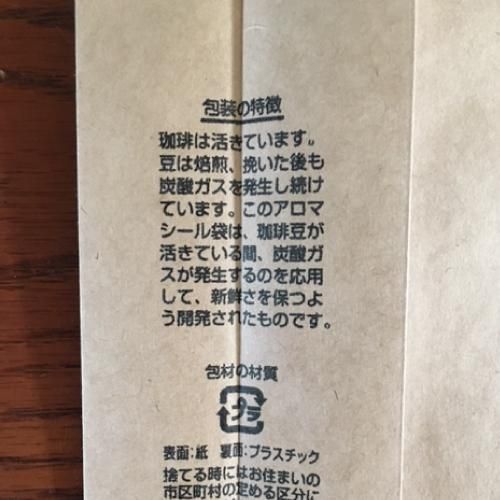 包装の特徴
珈琲は活きています。
豆は焙煎、挽いた後も
炭酸ガスを発生し続け
ています。このアロマ
シール袋は、珈琲豆が
活きている間、炭酸ガ
スが発生するのを応用
して、新鮮さを保つよ
う開発されたものです。
包材の材質
プラ
表面:紙 裏面:プラスチック
捨てる時にはお住まいの
市区町村の定める区分に